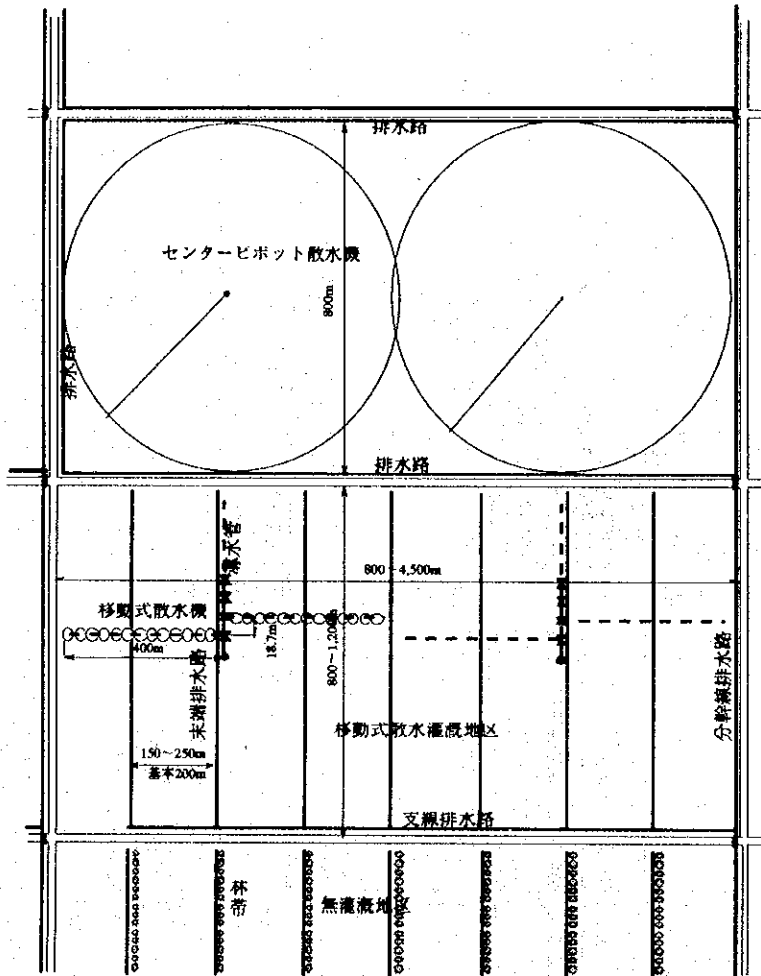 排水路
センターピボット散水機
800m
排水路
排水路
導水管
800~4,500m
移動式散水機
18.7m
800~1,200m
400m
末端排水路
分幹線排水路
移動式散水灌漑地区
150~250m
基本200m
支線排水路
林帯
無灌漑地区